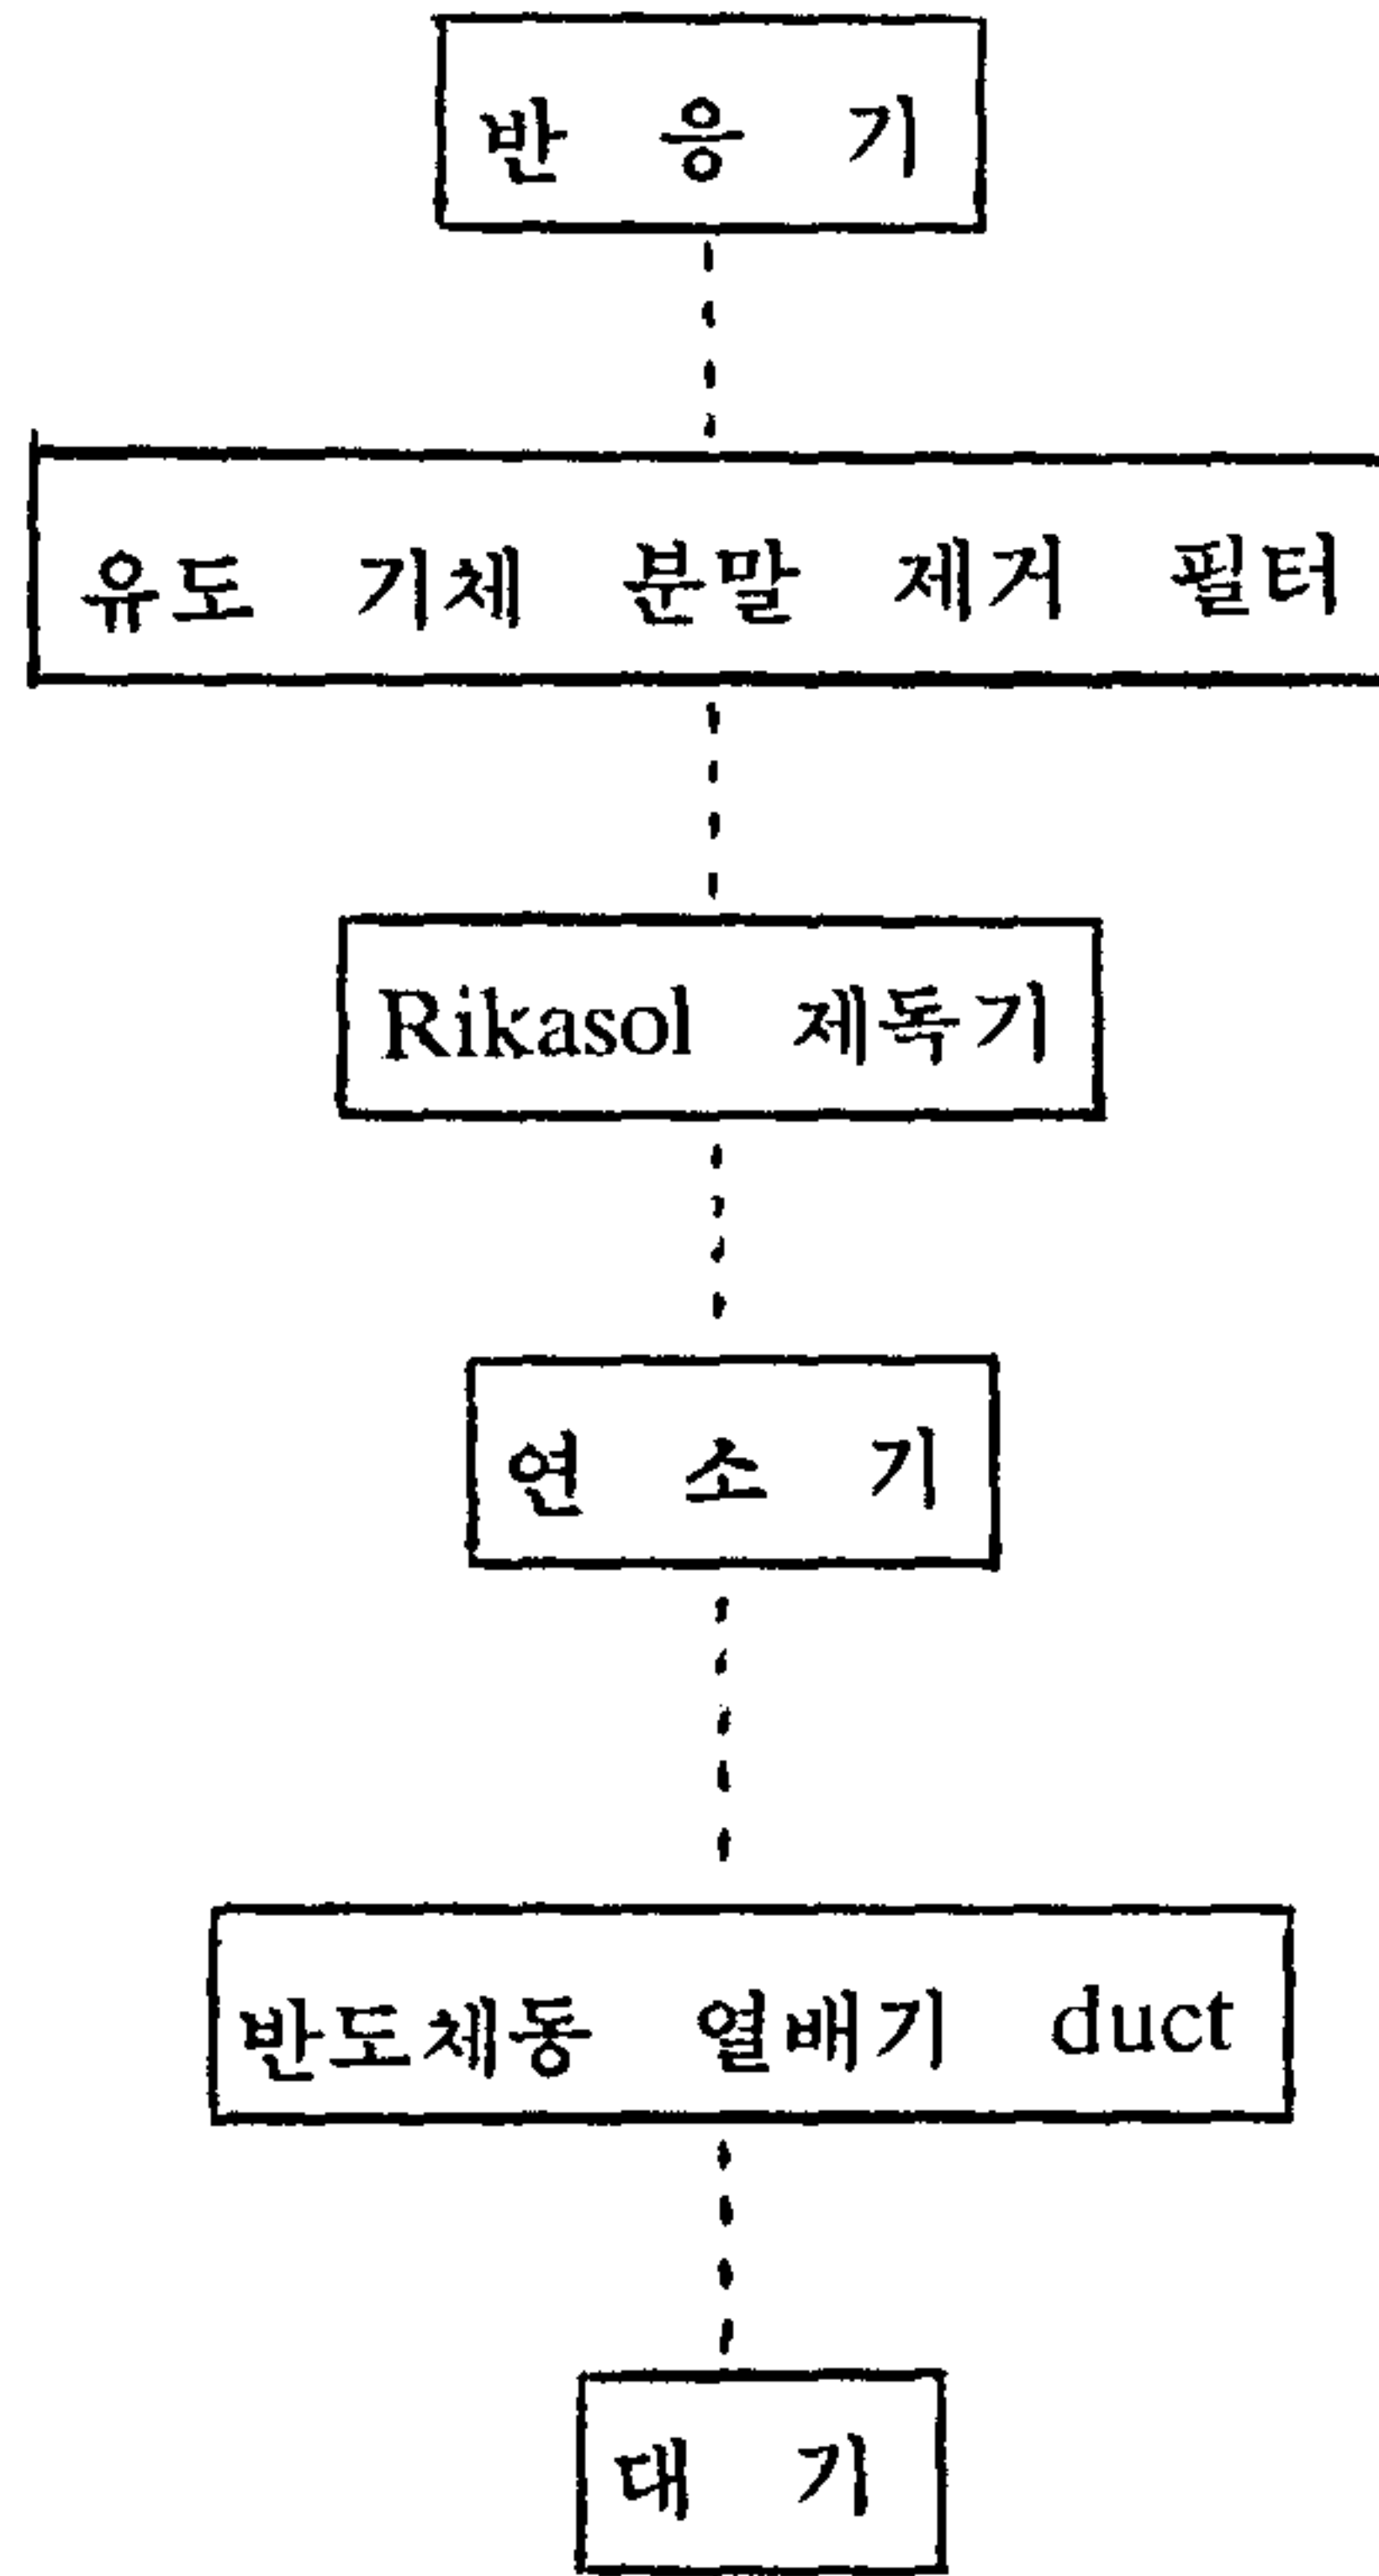 반 응 기
유도 기체 분말 제거 필터
Rikasol 제독기
연 소 기
반도체동 열배기 duct
대 기